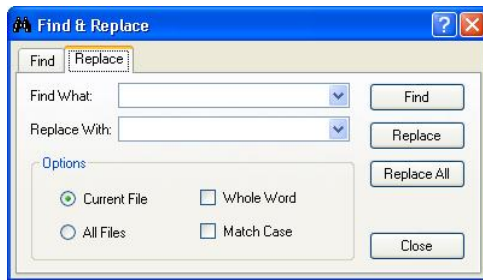 Find & Replace
Find Replace
Find What: Find
Replace With: Replace
Options Replace All
Current File Whole Word
All Files Match Case
Close